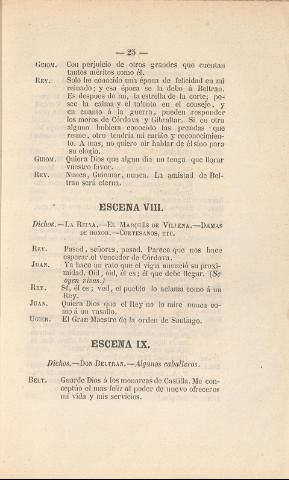 — 25 —
GUIOM. Con perjuicio de otros grandes que cuentan
tantos méritos como él.
REY. Solo he conocido una época de felicidad en mi
reinado; y esa época se la debo á Beltran.
Es despues de mí, la estrella de la corte; po-
see la calma y el talento en el consejo, y
en cuanto á la guerra, pueden responder
los moros de Córdova y Gibraltar. Si en otro
alguno hubiera conocido las prendas que
reune, otro tendria mi cariño y reconocimien-
to. A mas, no quiero oir hablar de él sino para
su elogio.
GUIOM. Quiera Dios que algun dia no tenga que llorar
vuestro favor.
REY. Nunca, Guiomar, nunca. La amistad de Bel-
tran será eterna.
ESCENA VIII.
Dichos.—LA REINA.—EL MARQUÉS DE VILLENA.—DAMAS
DE HONOR.—CORTESANOS, ETC.
REY. Pasad, señores, pasad. Parece que nos hace
esperar el vencedor de Córdova.
JUAN. Ya hace un rato que el vigia anunció su proxi-
midad. Oid, oid, él es; él que debe llegar. (Se
oyen vivas.)
REY. Sí, él es; ved, el pueblo lo aclama como á un
Rey.
JUAN. Quiera Dios que el Rey no lo mire nunca co-
mo á un vasallo.
UGIER. El Gran Maestre de la orden de Santiago.
ESCENA IX.
Dichos.—DON BELTRAN.—Algunos caballeros.
BELT. Guarde Dios á los monarcas de Castilla. Me con-
ceptúo el mas feliz al poder de nuevo ofreceros
mi vida y mis servicios.